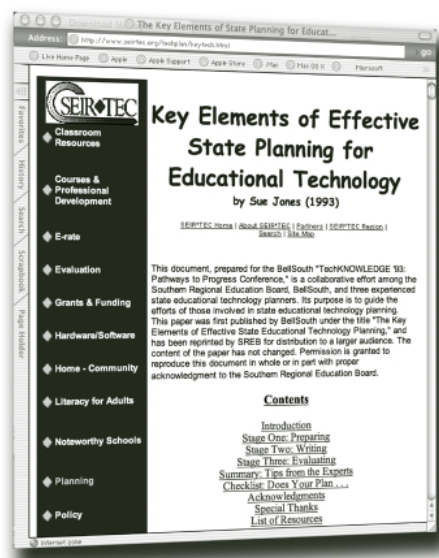 The Key Elements of State Planning for Educat...
Address: http://www.seirtec.org/techplan/keytech.html
go
Live Home Page Apple Apple Support Apple Store .Mac Mac OS X Microsoft
Favorites
History
Search
Scrapbook
Page Holder
SEIR♦TEC
Classroom
Resources
Courses &
Professional
Development
E-rate
Evaluation
Grants & Funding
Hardware/Software
Home - Community
Literacy for Adults
Noteworthy Schools
Planning
Policy
Key Elements of Effective
State Planning for
Educational Technology
by Sue Jones (1993)
SEIR♦TEC Home | About SEIR♦TEC | Partners | SEIR♦TEC Region |
Search | Site Map
This document, prepared for the BellSouth "TechKNOWLEDGE '93:
Pathways to Progress Conference," is a collaborative effort among the
Southern Regional Education Board, BellSouth, and three experienced
state educational technology planners. Its purpose is to guide the
efforts of those involved in state educational technology planning.
This paper was first published by BellSouth under the title "The Key
Elements of Effective State Educational Technology Planning," and
has been reprinted by SREB for distribution to a larger audience. The
content of the paper has not changed. Permission is granted to
reproduce this document in whole or in part with proper
acknowledgment to the Southern Regional Education Board.
Contents
Introduction
Stage One: Preparing
Stage Two: Writing
Stage Three: Evaluating
Summary: Tips from the Experts
Checklist: Does Your Plan . . .
Acknowledgments
Special Thanks
List of Resources
Internet zone